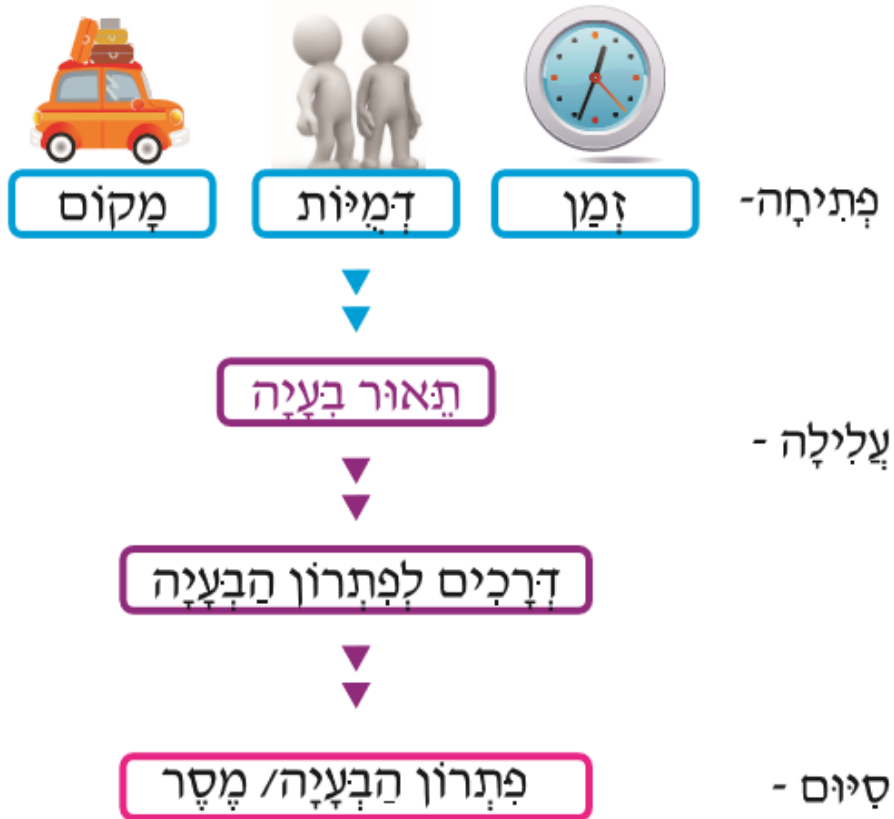 פְּתִיחָה- זְמַן דְּמֻיּוֹת מָקוֹם
תֵּאוּר בְּעָיָה
עֲלִילָה -
דְּרָכִים לְפִתְרוֹן הַבְּעָיָה
סִיּוּם - פִּתְרוֹן הַבְּעָיָה/ מֶסֶר